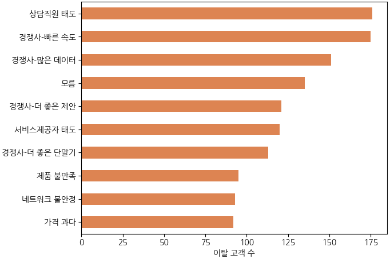 상담직원 태도
경쟁사-빠른 속도
경쟁사-많은 데이터
모름
경쟁사-더 좋은 제안
서비스제공자 태도
경쟁사-더 좋은 단말기
제품 불만족
네트워크 불안정
가격 과다
0 25 50 75 100 125 150 175
이탈 고객 수